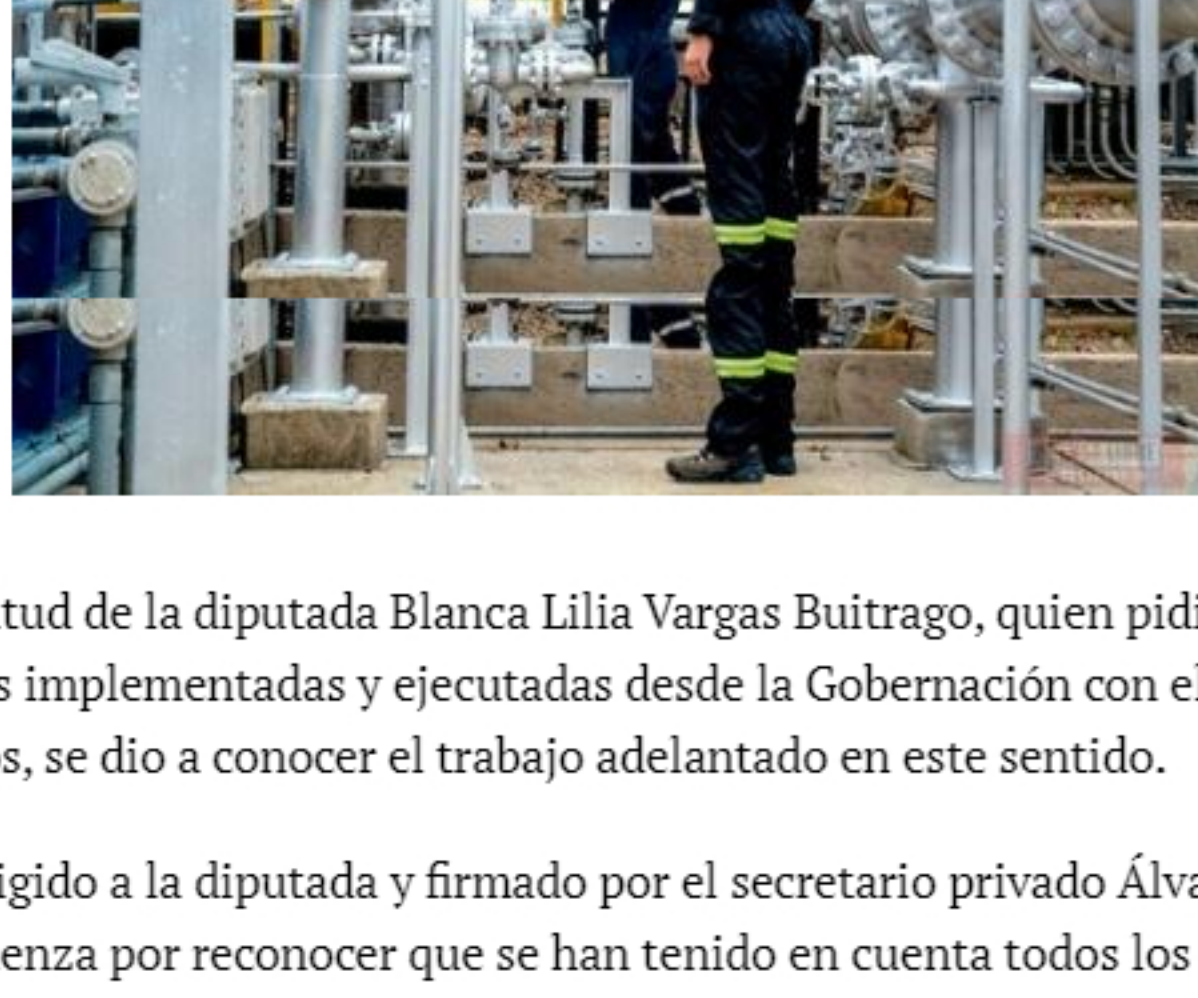 tud de la diputada Blanca Lilia Vargas Buitrago, quien pidi
s implementadas y ejecutadas desde la Gobernación con el
s, se dio a conocer el trabajo adelantado en este sentido.
igido a la diputada y firmado por el secretario privado Álva
enza por reconocer que se han tenido en cuenta todos los